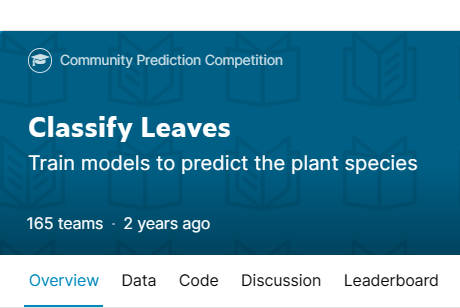 Community Prediction Competition
Classify Leaves
Train models to predict the plant species
165 teams · 2 years ago
Overview Data Code Discussion Leaderboard